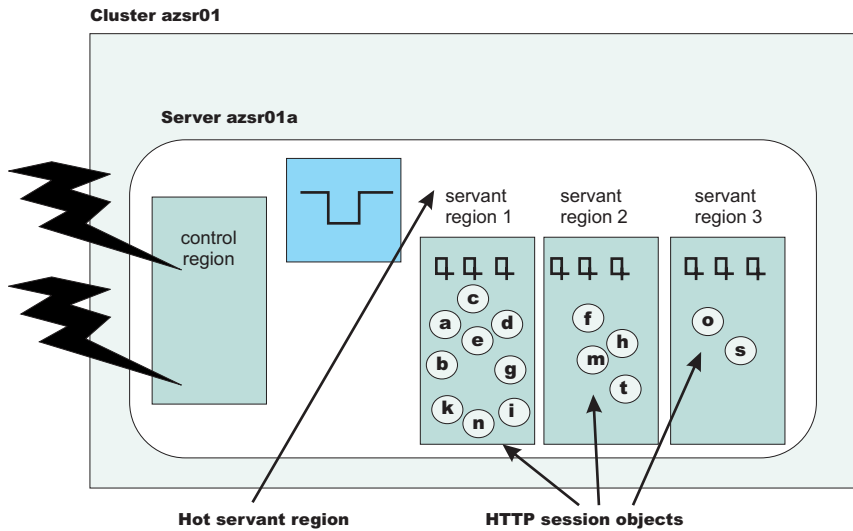 Cluster azsr01
Server azsr01a
control
region
servant
region 1
servant
region 2
servant
region 3
c
a
d
e
b
g
k
n
i
f
h
m
t
o
s
Hot servant region
HTTP session objects